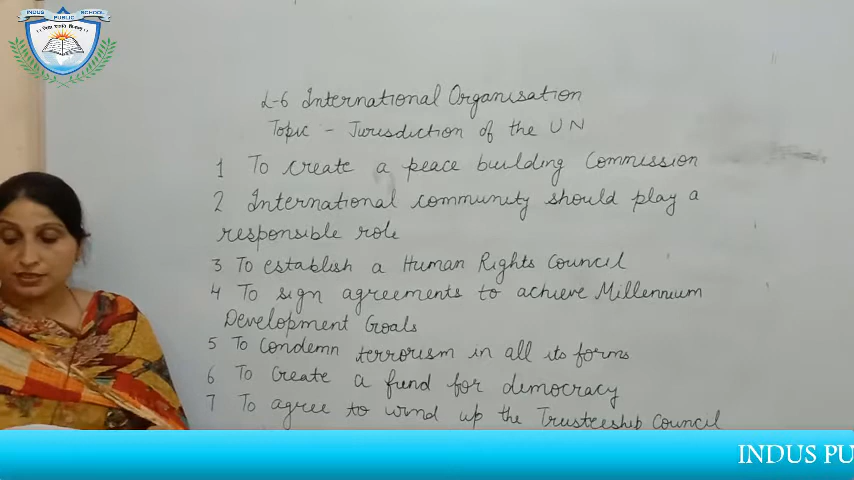 INDUS PUBLIC SCHOOL
L-6 International Organisation
Topic - Jurisdiction of the UN
1 To create a peace building Commission
2 International community should play a
responsible role
3 To establish a Human Rights Council
4 To sign agreements to achieve Millennium
Development Goals
5 To Condemn terrorism in all its forms
6 To create a fund for democracy
7 To agree to wind up the Trusteeship Council
INDUS PU